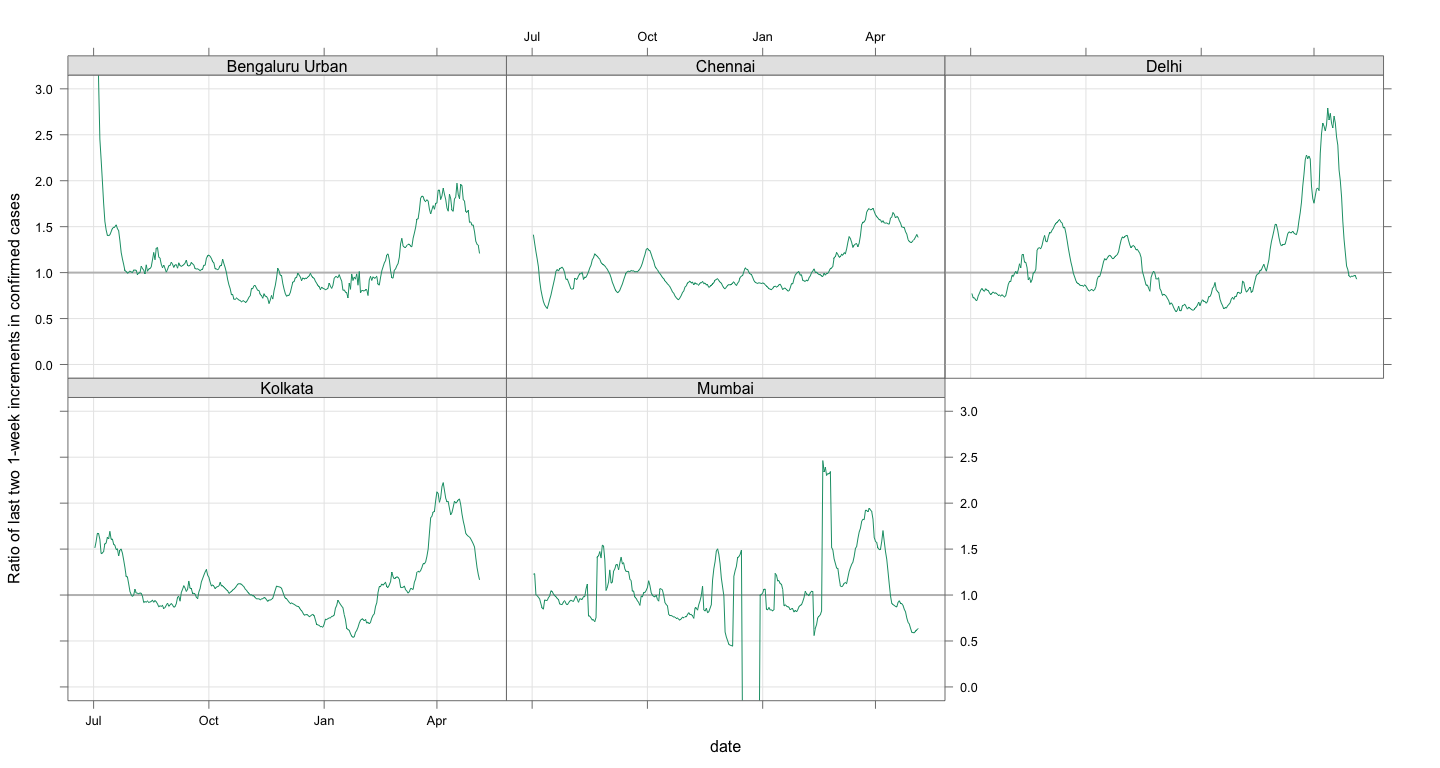 Jul Oct Jan Apr
Bengaluru Urban Chennai Delhi
3.0
2.5
2.0
1.5
1.0
0.5
0.0
Ratio of last two 1-week increments in confirmed cases
Kolkata Mumbai
3.0
2.5
2.0
1.5
1.0
0.5
0.0
Jul Oct Jan Apr
date